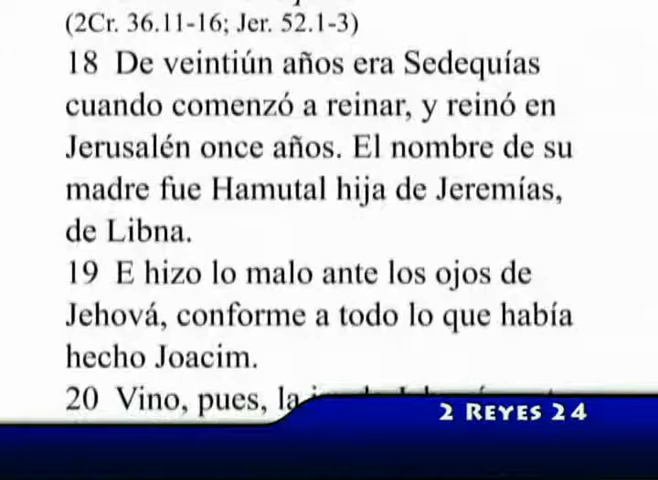 (2Cr. 36.11-16; Jer. 52.1-3)
18 De veintiún años era Sedequías
cuando comenzó a reinar, y reinó en
Jerusalén once años. El nombre de su
madre fue Hamutal hija de Jeremías,
de Libna.
19 E hizo lo malo ante los ojos de
Jehová, conforme a todo lo que había
hecho Joacim.
20 Vino, pues, la
2 REYES 24